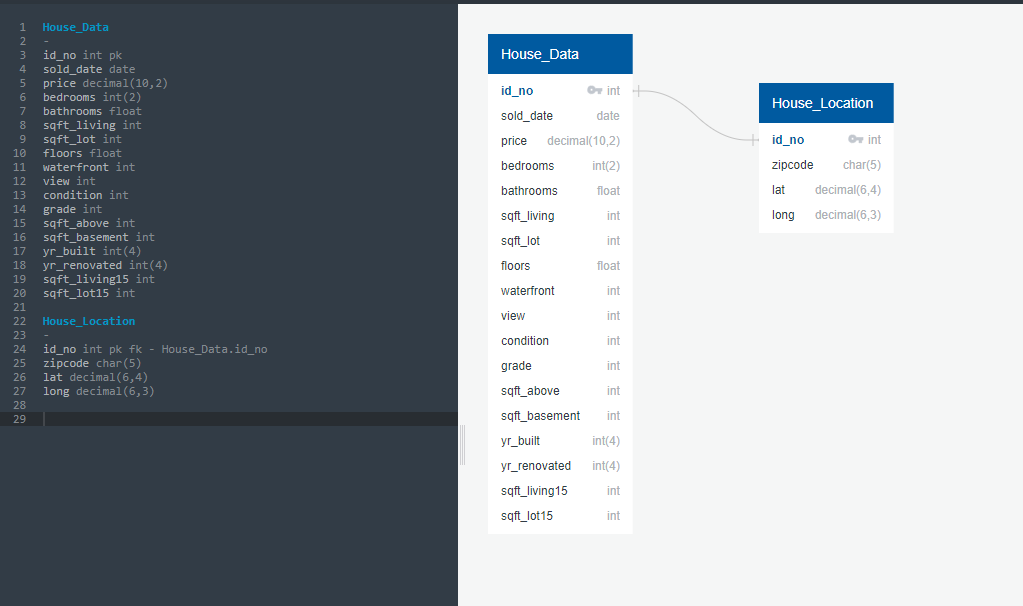 1 House_Data
2 -
3 id_no int pk
4 sold_date date
5 price decimal(10,2)
6 bedrooms int(2)
7 bathrooms float
8 sqft_living int
9 sqft_lot int
10 floors float
11 waterfront int
12 view int
13 condition int
14 grade int
15 sqft_above int
16 sqft_basement int
17 yr_built int(4)
18 yr_renovated int(4)
19 sqft_living15 int
20 sqft_lot15 int
21
22 House_Location
23 -
24 id_no int pk fk - House_Data.id_no
25 zipcode char(5)
26 lat decimal(6,4)
27 long decimal(6,3)
28
29
House_Data
id_no int
sold_date date
price decimal(10,2)
bedrooms int(2)
bathrooms float
sqft_living int
sqft_lot int
floors float
waterfront int
view int
condition int
grade int
sqft_above int
sqft_basement int
yr_built int(4)
yr_renovated int(4)
sqft_living15 int
sqft_lot15 int
House_Location
id_no int
zipcode char(5)
lat decimal(6,4)
long decimal(6,3)